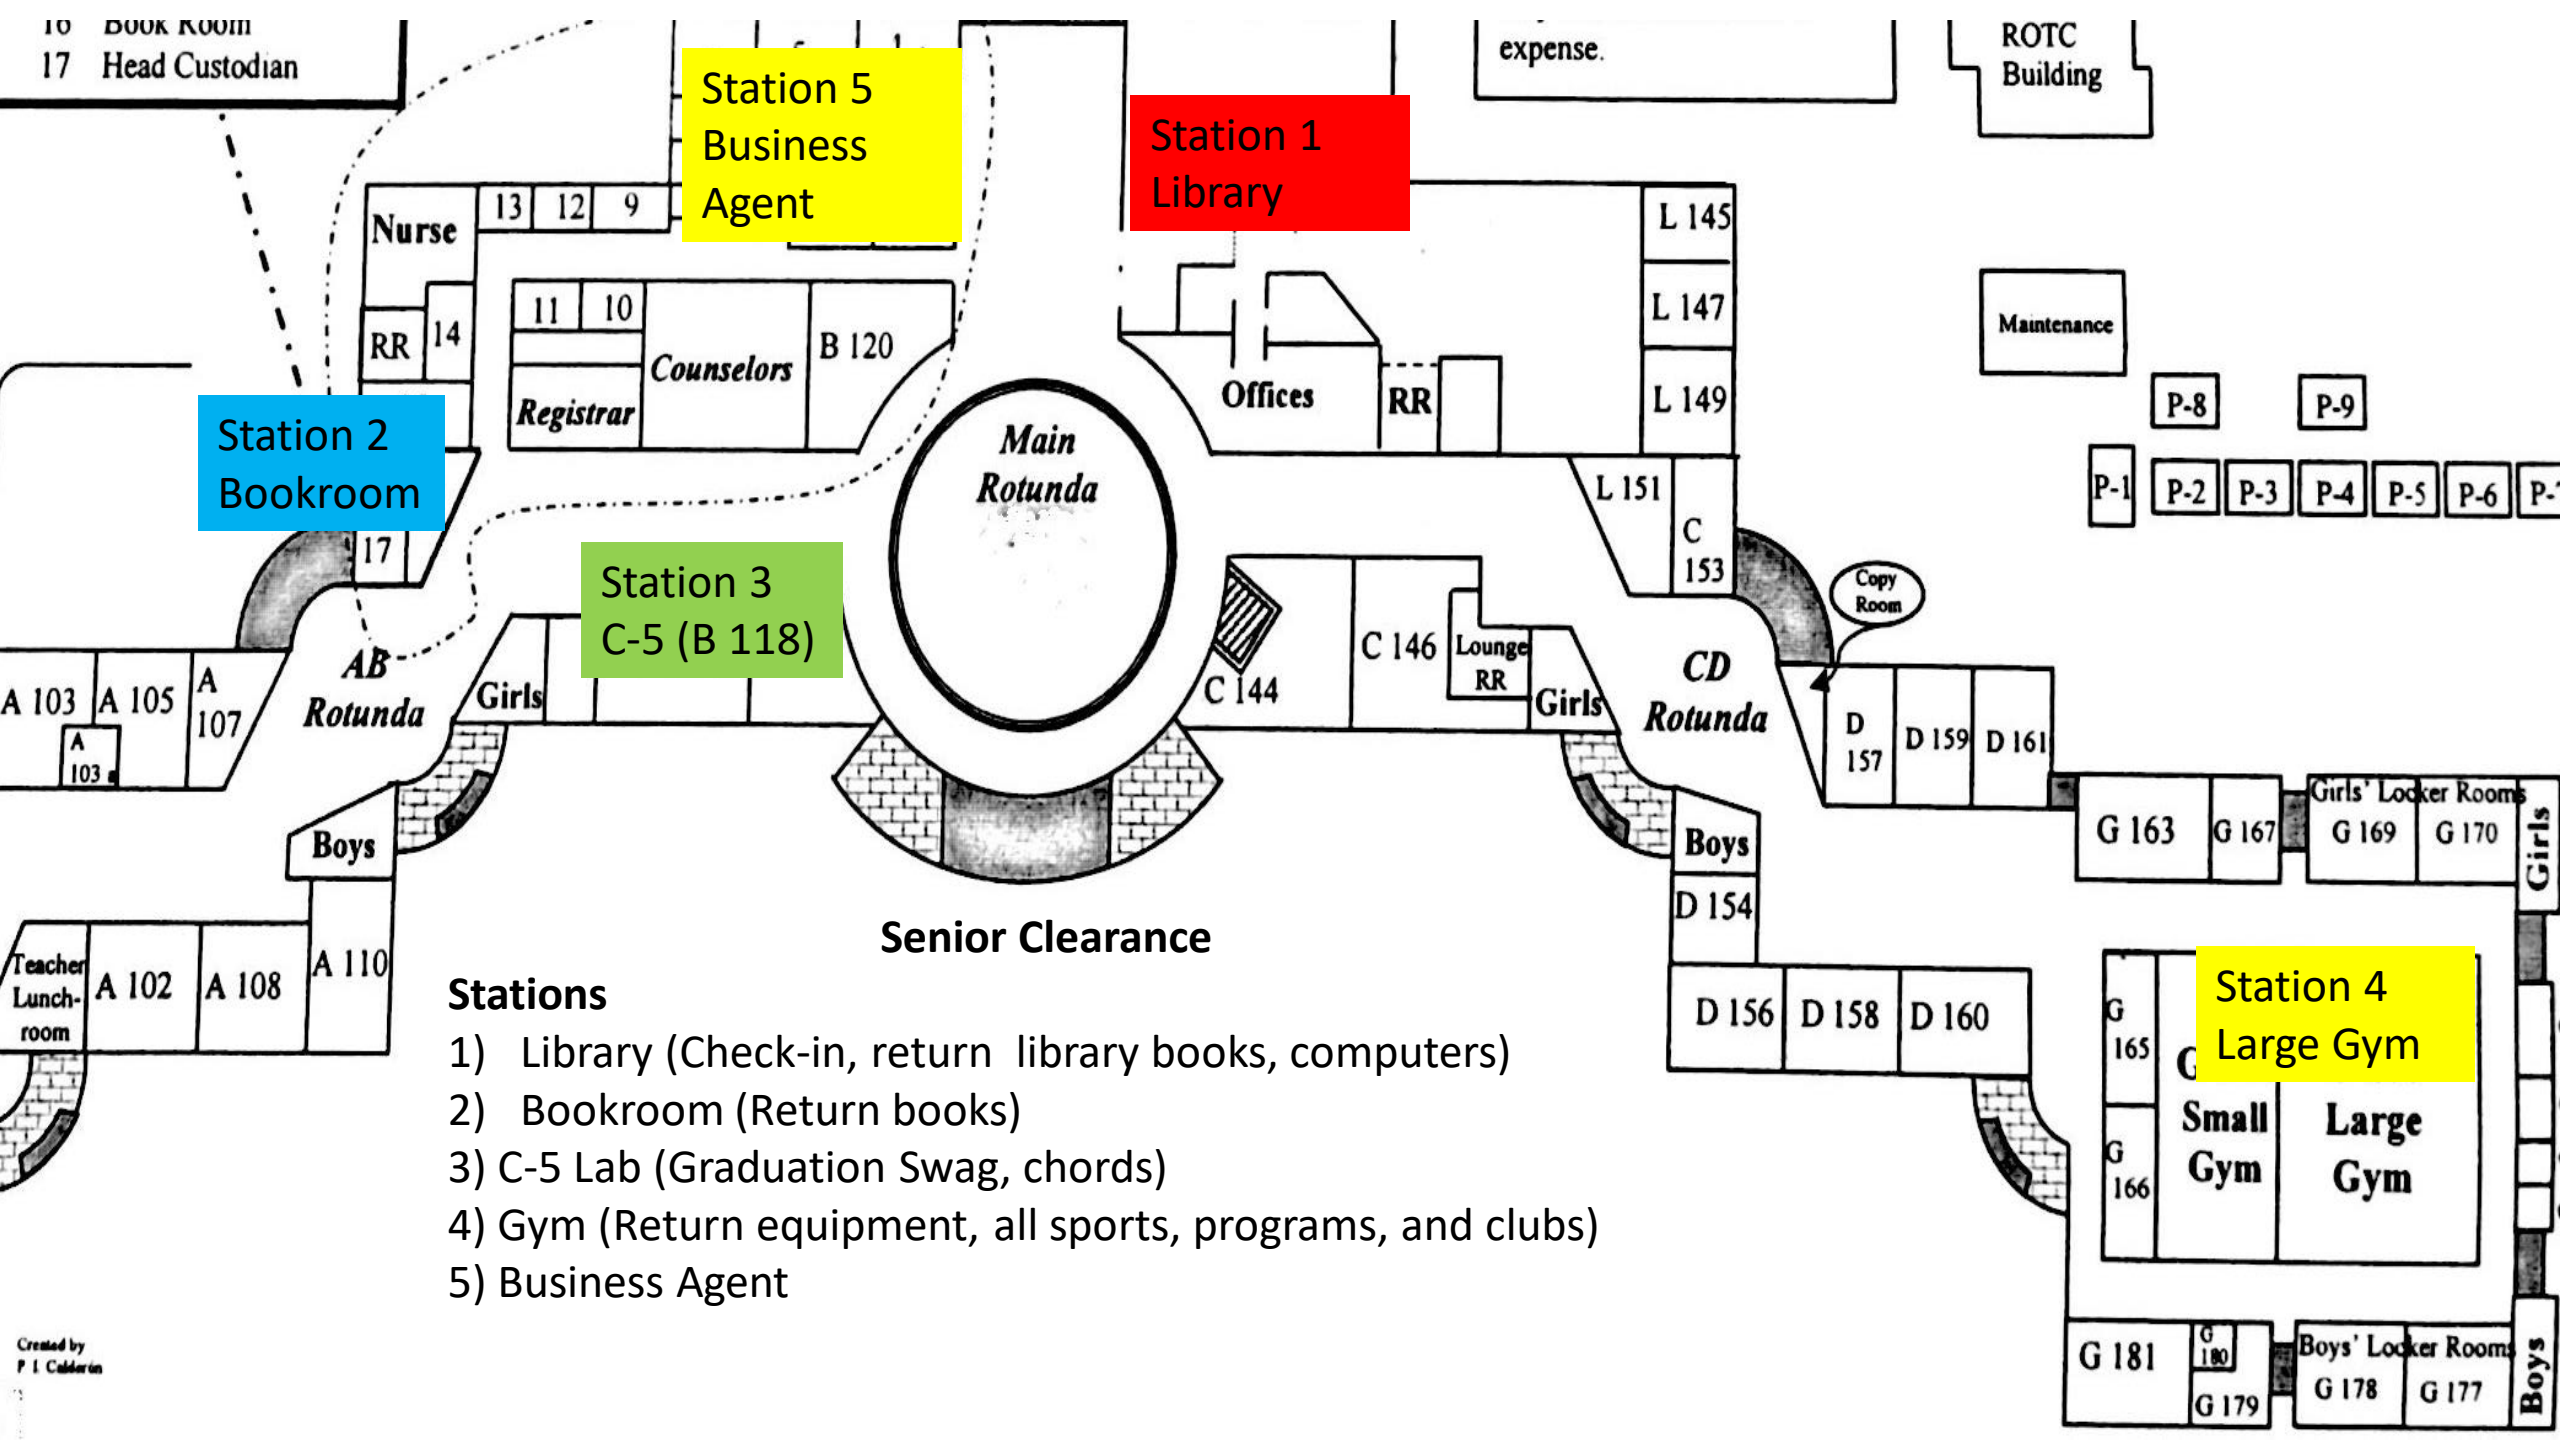 16 Book Room
17 Head Custodian
expense.
ROTC
Building
Station 5
Business
Agent
Station 1
Library
Nurse
13
12
9
L 145
L 147
L 149
11
10
RR
14
Counselors
B 120
Registrar
Offices
RR
Maintenance
P-8
P-9
P-1
P-2
P-3
P-4
P-5
P-6
Station 2
Bookroom
17
Main
Rotunda
L 151
C
153
Copy
Room
Station 3
C-5 (B 118)
C 144
C 146
Lounge
RR
Girls
CD
Rotunda
AB
Rotunda
Girls
A 103
A 105
A
107
A
103 a
D
157
D 159
D 161
G 163
G 167
Girls' Locker Rooms
G 169
G 170
Girls
Boys
Boys
D 154
Teacher
Lunch-
room
A 102
A 108
A 110
D 156
D 158
D 160
Senior Clearance
Stations
1) Library (Check-in, return library books, computers)
2) Bookroom (Return books)
3) C-5 Lab (Graduation Swag, chords)
4) Gym (Return equipment, all sports, programs, and clubs)
5) Business Agent
Station 4
Large Gym
G
165
G
166
Small
Gym
Large
Gym
G 181
G
180
G 179
Boys' Locker Rooms
G 178
G 177
Boys
Created by
P I Calderón